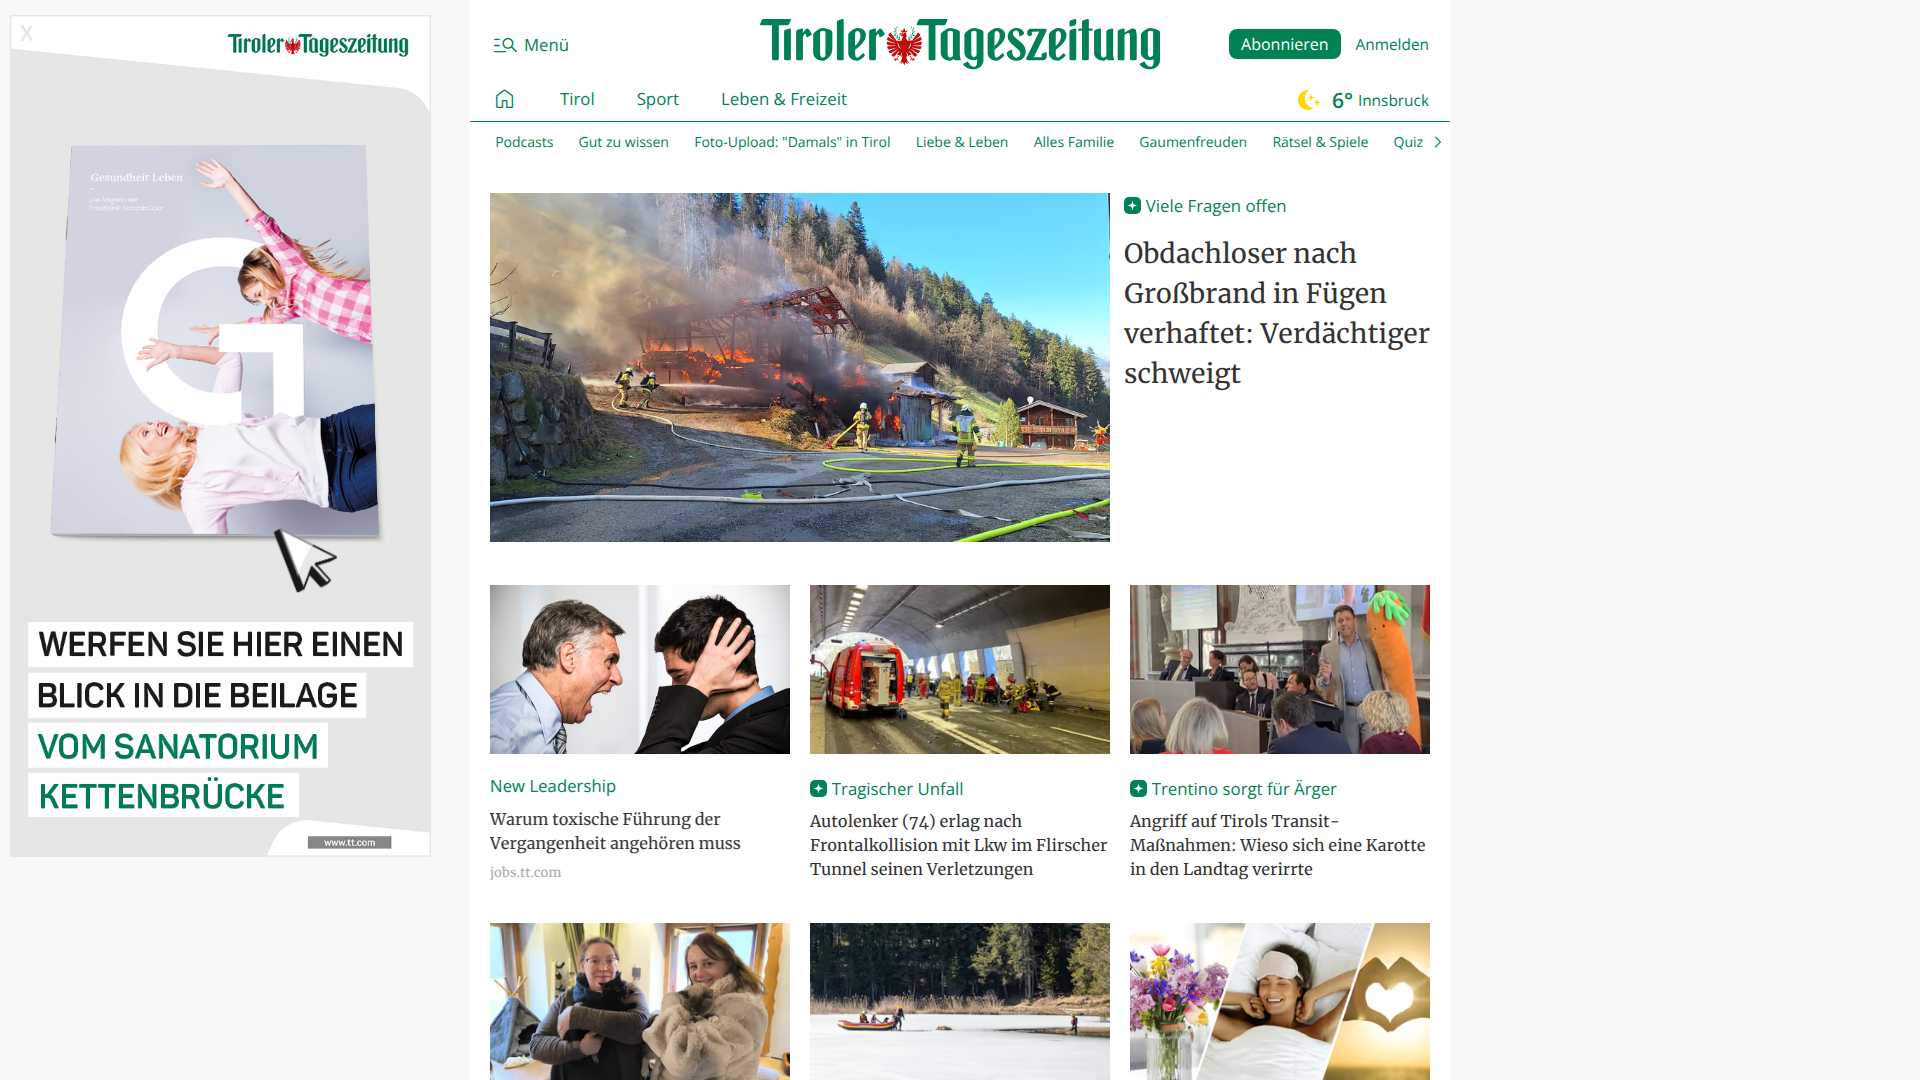 X
Tiroler Tageszeitung
Gesundheit Leben
G
WERFEN SIE HIER EINEN
BLICK IN DIE BEILAGE
VOM SANATORIUM
KETTENBRÜCKE
www.tt.com
Menü
Tiroler Tageszeitung
Abonnieren
Anmelden
Tirol
Sport
Leben & Freizeit
6° Innsbruck
Podcasts
Gut zu wissen
Foto-Upload: "Damals" in Tirol
Liebe & Leben
Alles Familie
Gaumenfreuden
Rätsel & Spiele
Quiz
Viele Fragen offen
Obdachloser nach
Großbrand in Fügen
verhaftet: Verdächtiger
schweigt
New Leadership
Warum toxische Führung der
Vergangenheit angehören muss
jobs.tt.com
Tragischer Unfall
Autolenker (74) erlag nach
Frontalkollision mit Lkw im Flirscher
Tunnel seinen Verletzungen
Trentino sorgt für Ärger
Angriff auf Tirols Transit-
Maßnahmen: Wieso sich eine Karotte
in den Landtag verirrte